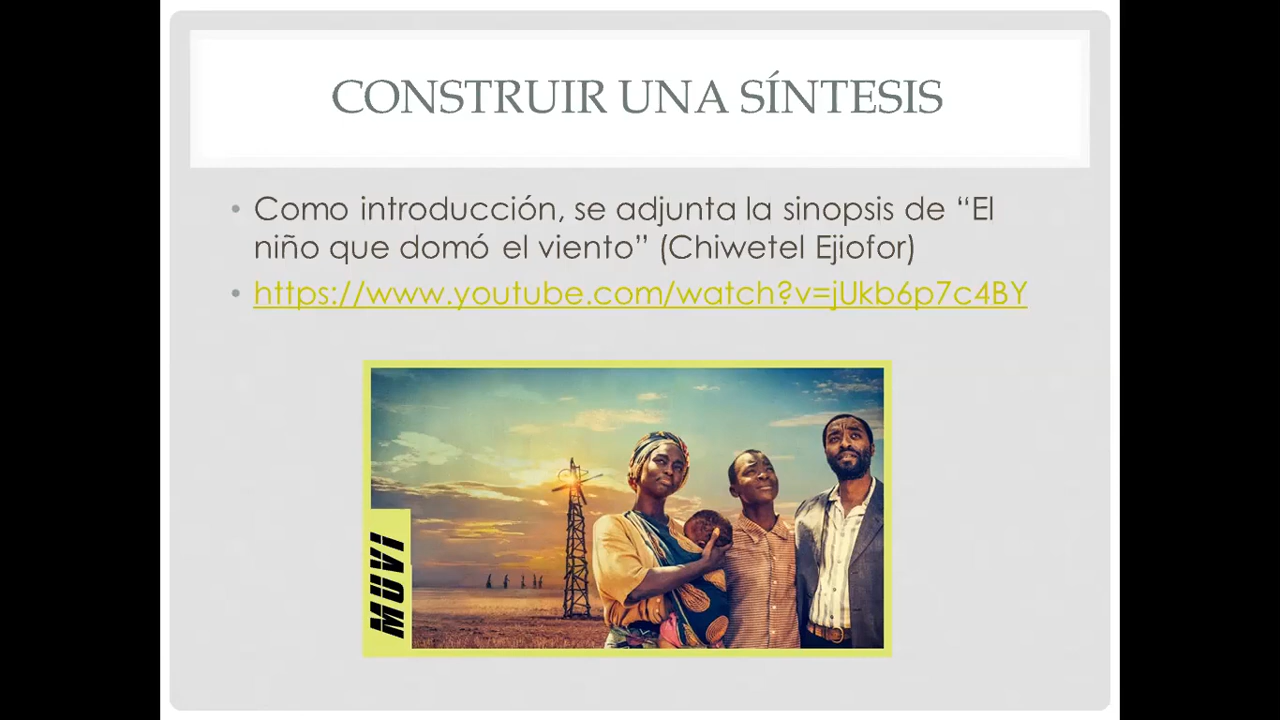 CONSTRUIR UNA SÍNTESIS
• Como introducción, se adjunta la sinopsis de “El
niño que domó el viento” (Chiwetel Ejiofor)
• https://www.youtube.com/watch?v=jUkb6p7c4BY
MUVI